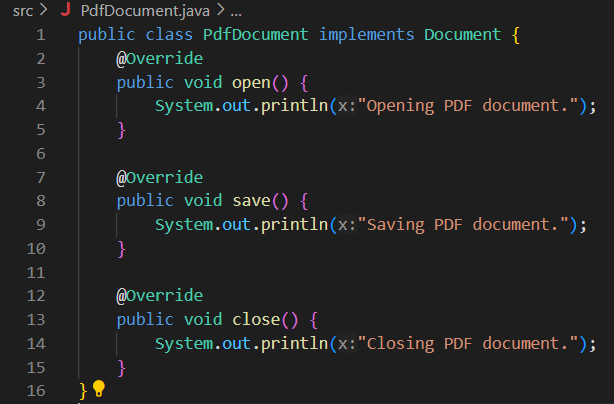 src > J PdfDocument.java > ...
1 public class PdfDocument implements Document {
2     @Override
3     public void open() {
4         System.out.println(x:"Opening PDF document.");
5     }
6
7     @Override
8     public void save() {
9         System.out.println(x:"Saving PDF document.");
10     }
11
12     @Override
13     public void close() {
14         System.out.println(x:"Closing PDF document.");
15     }
16 }